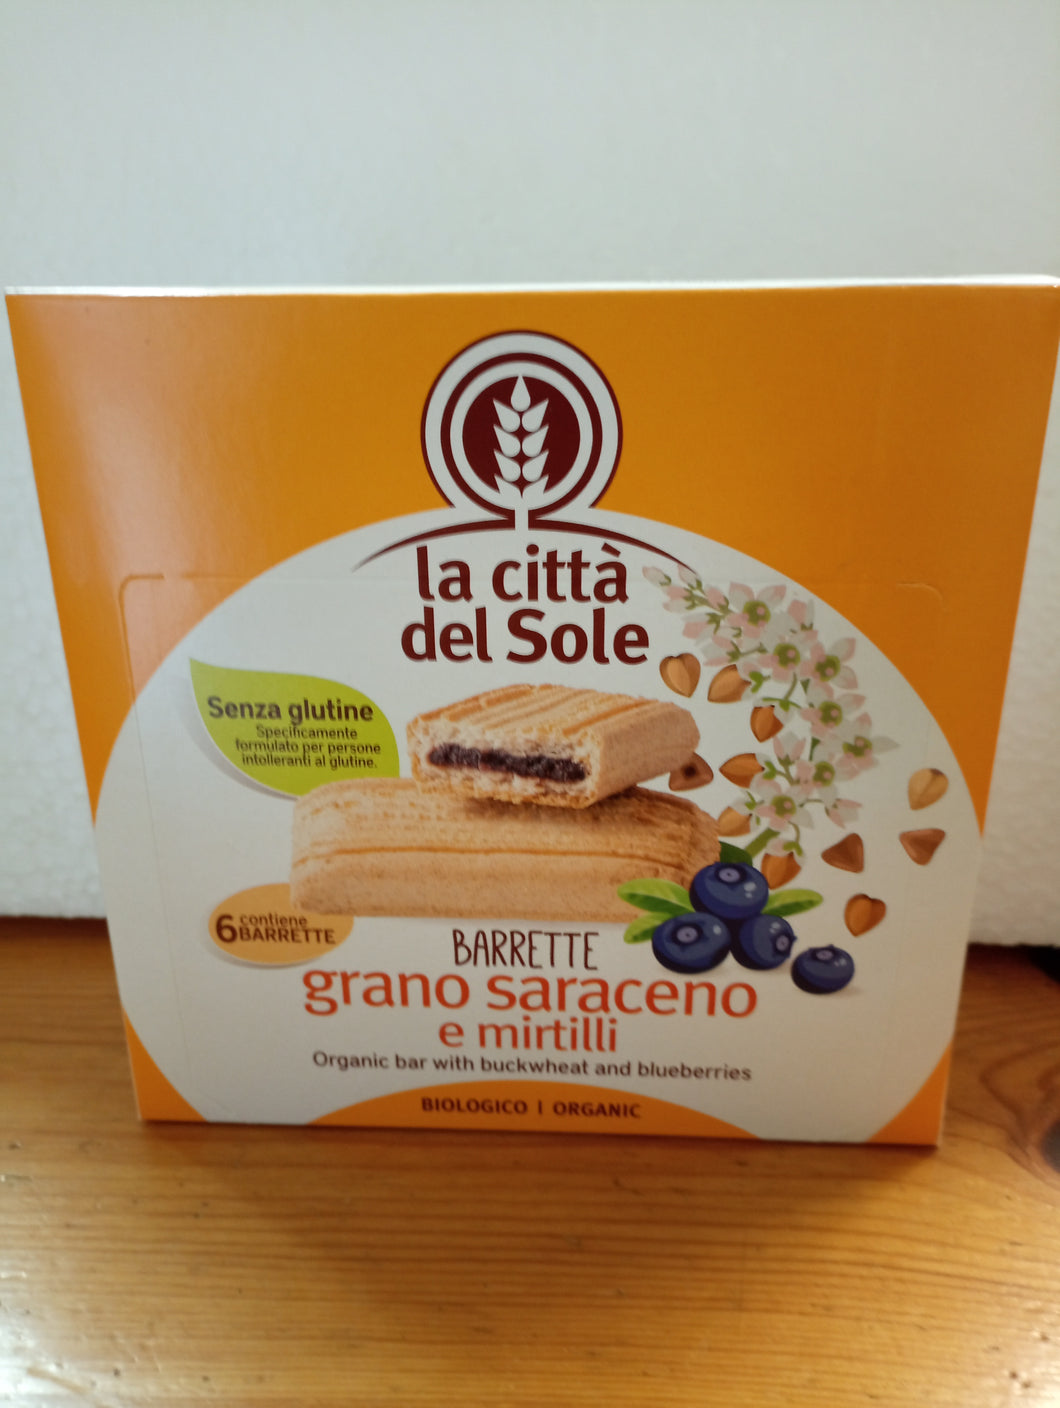 la città
del Sole
Senza glutine
Specificamente
formulato per persone
intolleranti al glutine.
6 contiene
BARRETTE
BARRETTE
grano saraceno
e mirtilli
Organic bar with buckwheat and blueberries
BIOLOGICO | ORGANIC